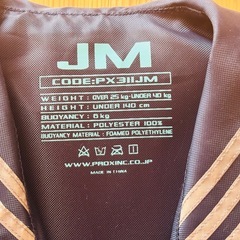 JM
CODE:PX311JM
WEIGHT: OVER 25 kg-UNDER 40 kg
HEIGHT: UNDER 140 cm
BUOYANCY: 6 kg
MATERIAL: POLYESTER 100%
BUOYANCY MATERIAL: FOAMED POLYETHYLENE
WWW.PROXINC.CO.JP
MADE IN CHINA